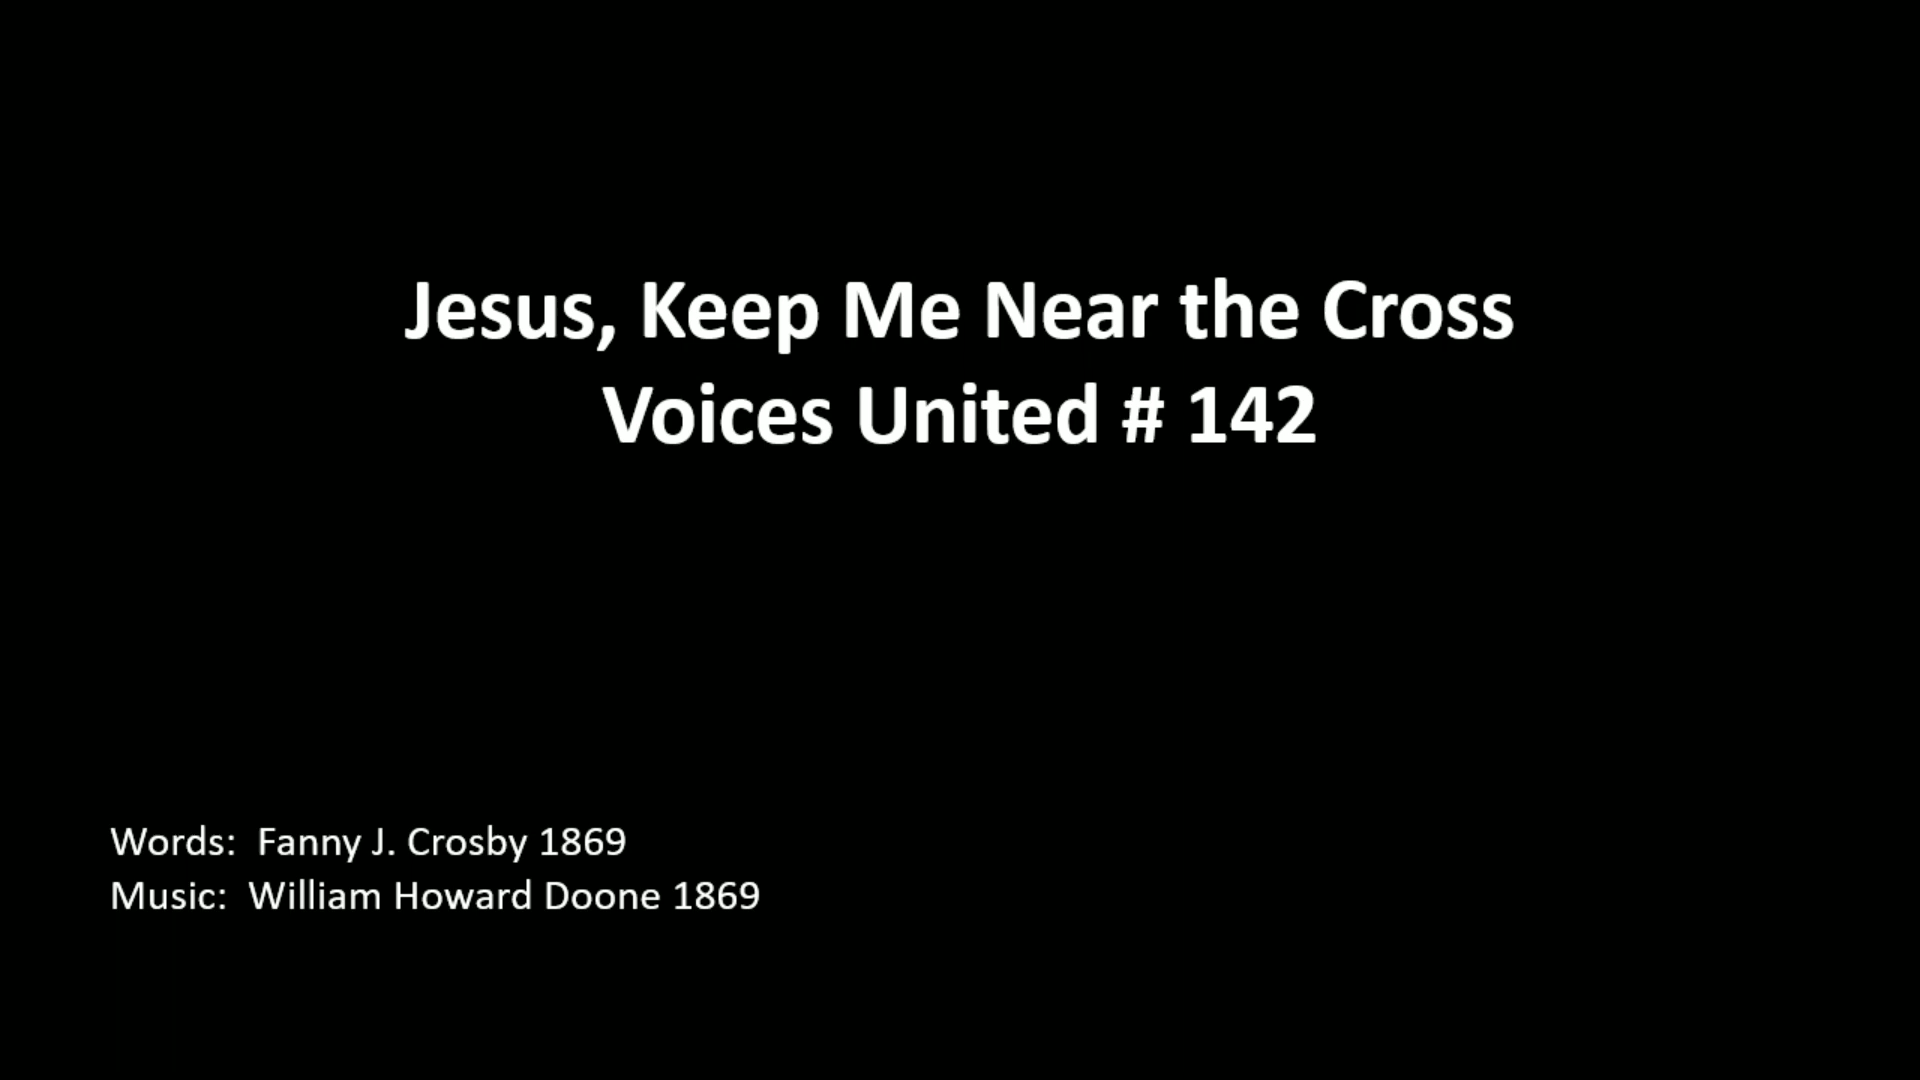 Jesus, Keep Me Near the Cross
Voices United # 142
Words:  Fanny J. Crosby 1869
Music:  William Howard Doone 1869